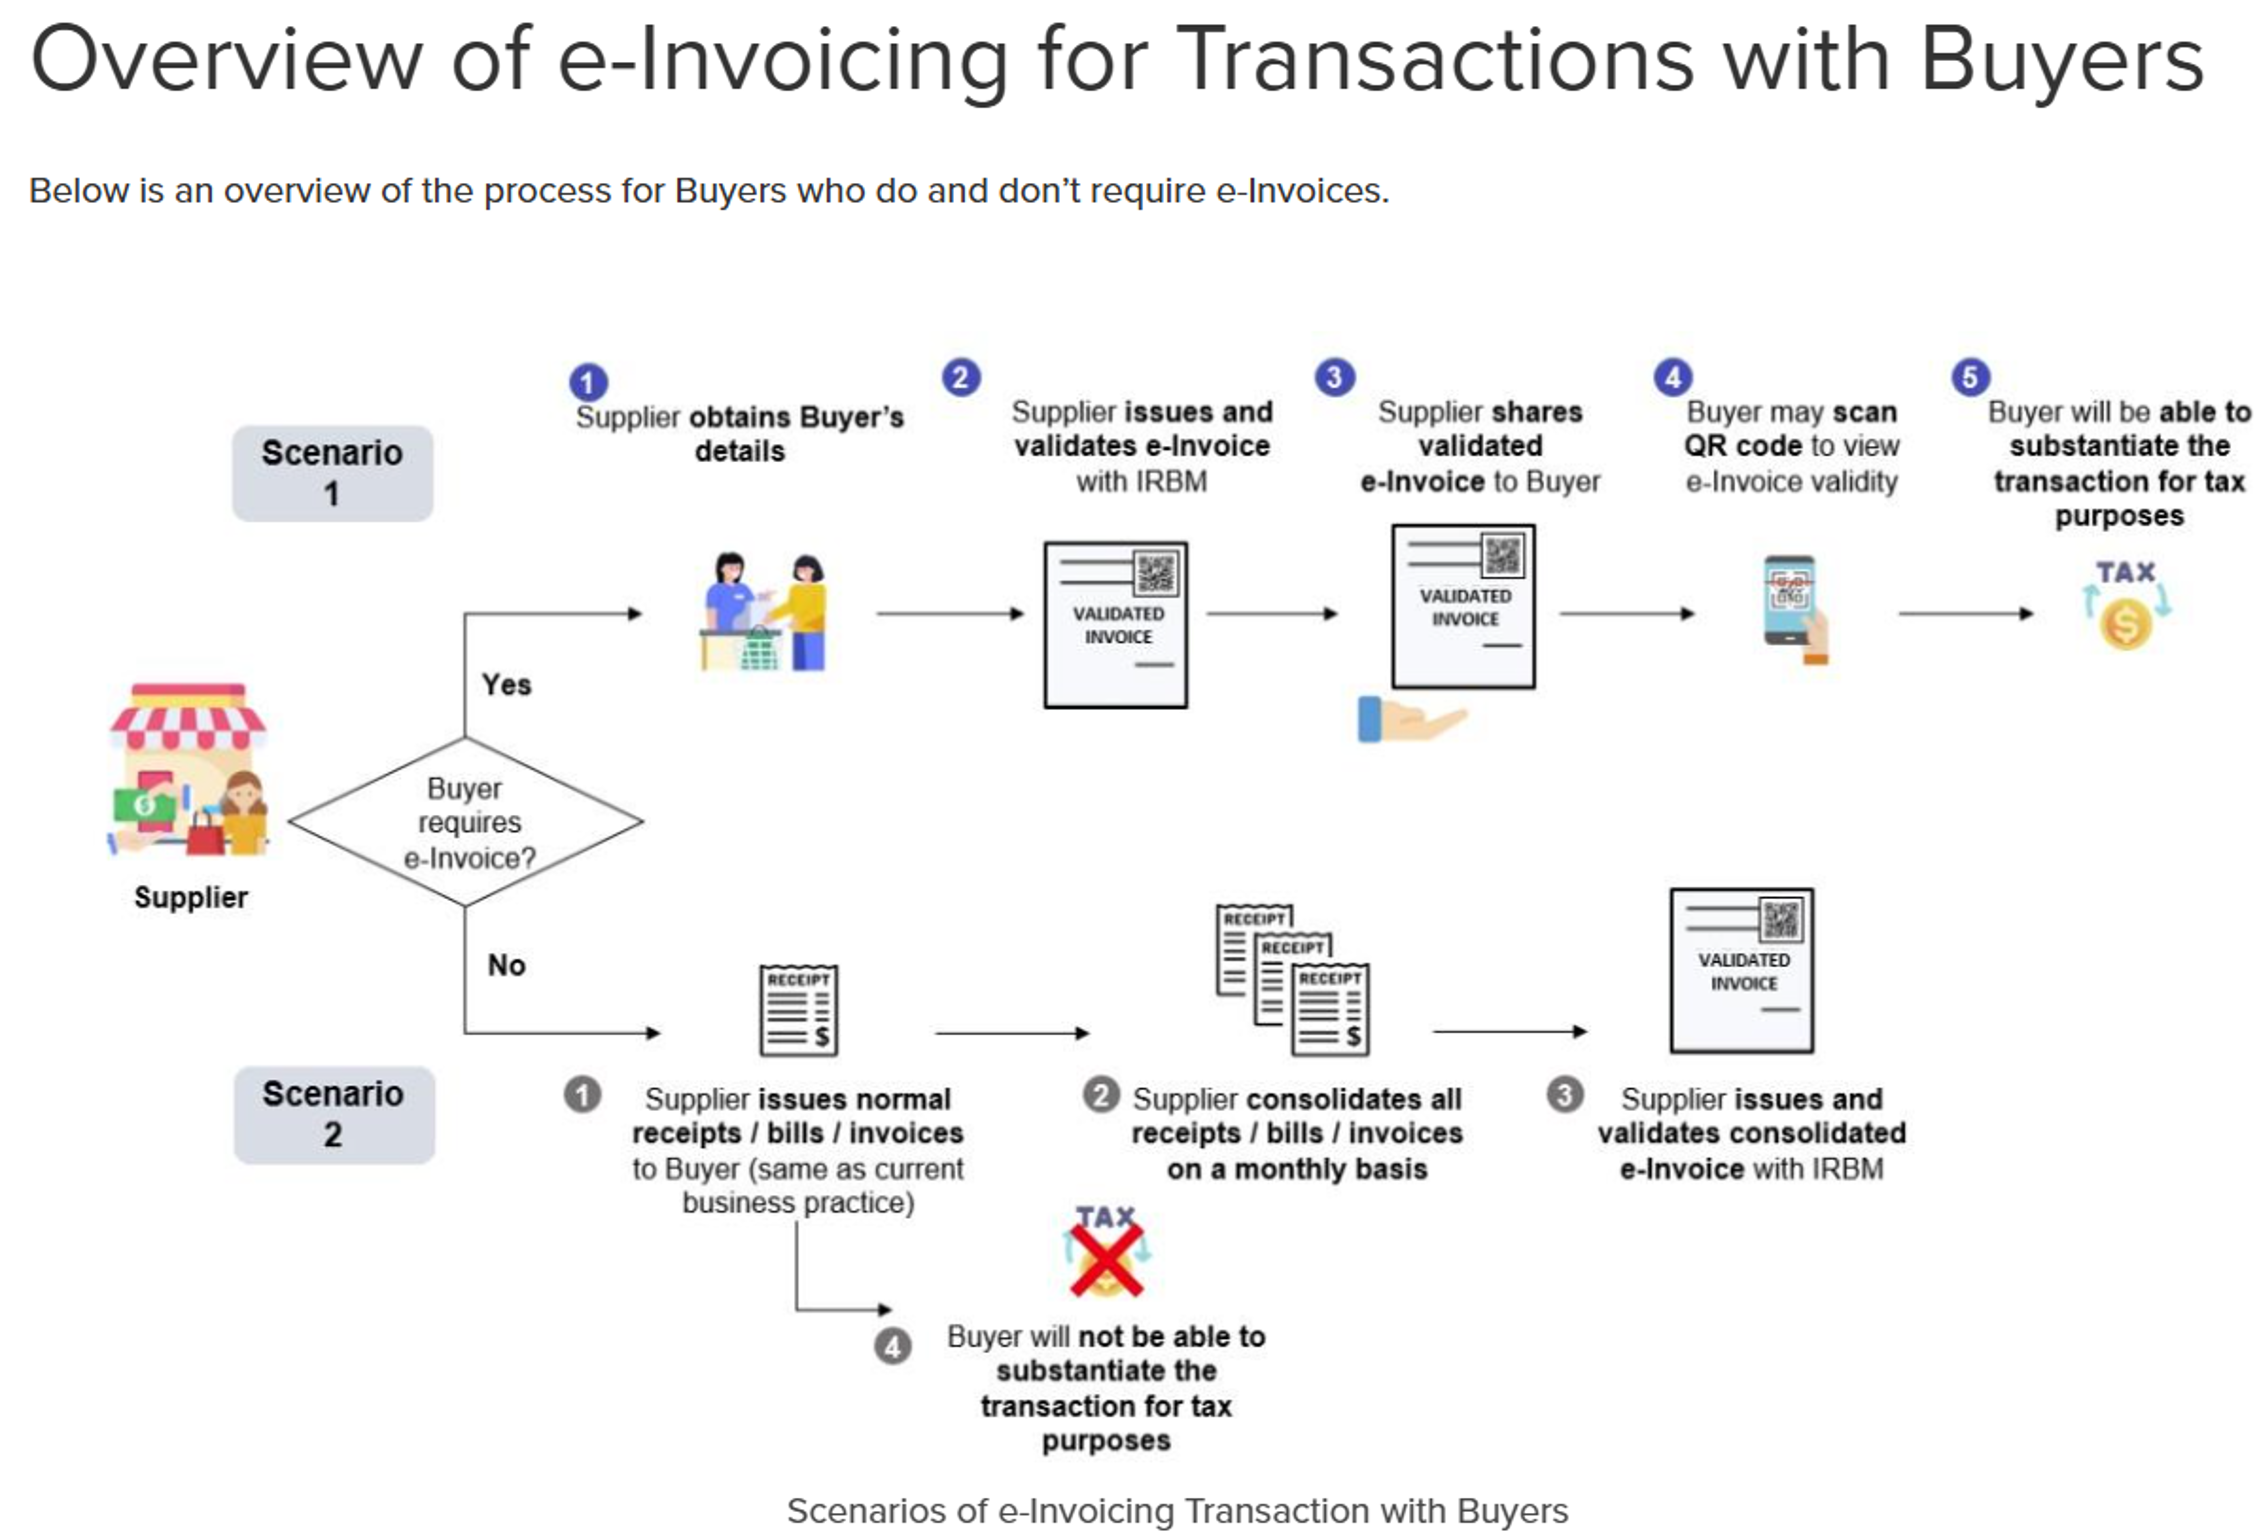 Overview of e-Invoicing for Transactions with Buyers
Below is an overview of the process for Buyers who do and don't require e-Invoices.
Scenario
1
1
Supplier obtains Buyer's
details
2
Supplier issues and
validates e-Invoice
with IRBM
3
Supplier shares
validated
e-Invoice to Buyer
4
Buyer may scan
QR code to view
e-Invoice validity
5
Buyer will be able to
substantiate the
transaction for tax
purposes
VALIDATED
INVOICE
VALIDATED
INVOICE
TAX
$
Yes
Buyer
requires
e-Invoice?
$
Supplier
No
RECEIPT
$
RECEIPT
RECEIPT
RECEIPT
$
VALIDATED
INVOICE
Scenario
2
1
Supplier issues normal
receipts / bills / invoices
to Buyer (same as current
business practice)
2
Supplier consolidates all
receipts / bills / invoices
on a monthly basis
3
Supplier issues and
validates consolidated
e-Invoice with IRBM
TAX
4
Buyer will not be able to
substantiate the
transaction for tax
purposes
Scenarios of e-Invoicing Transaction with Buyers